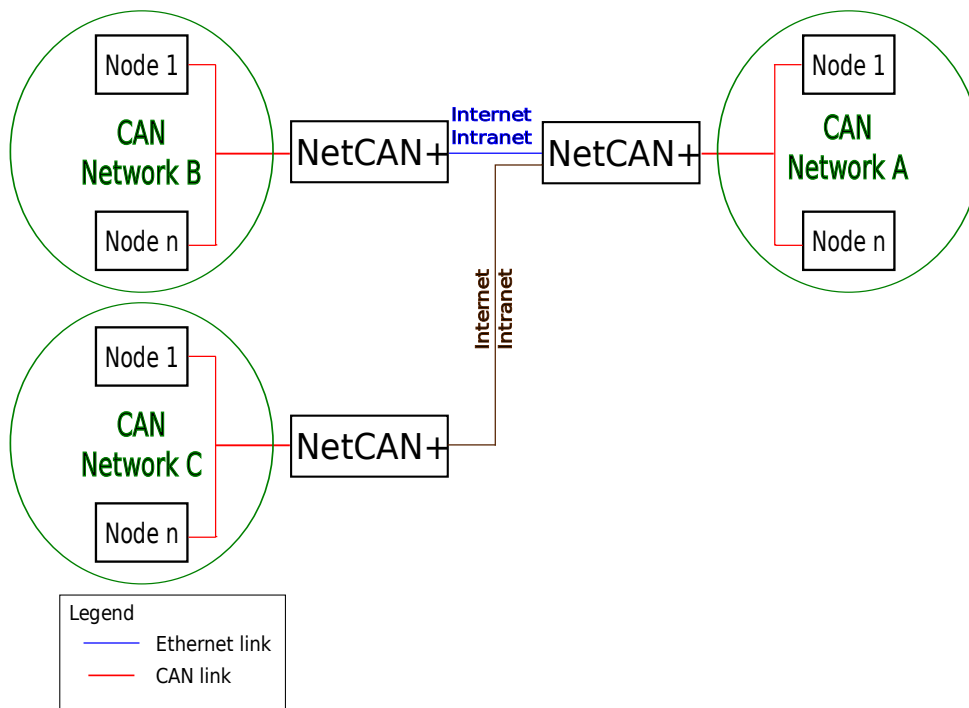 Node 1
CAN
Network B
Node n
NetCAN+
Internet
Intranet
NetCAN+
Node 1
CAN
Network A
Node n
Internet
Intranet
Node 1
CAN
Network C
Node n
NetCAN+
Legend
Ethernet link
CAN link